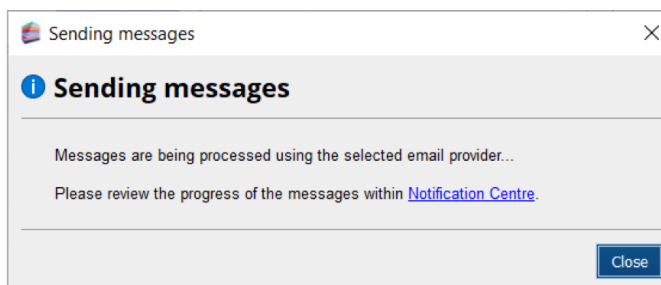 Sending messages
Sending messages
Messages are being processed using the selected email provider...
Please review the progress of the messages within Notification Centre.
Close